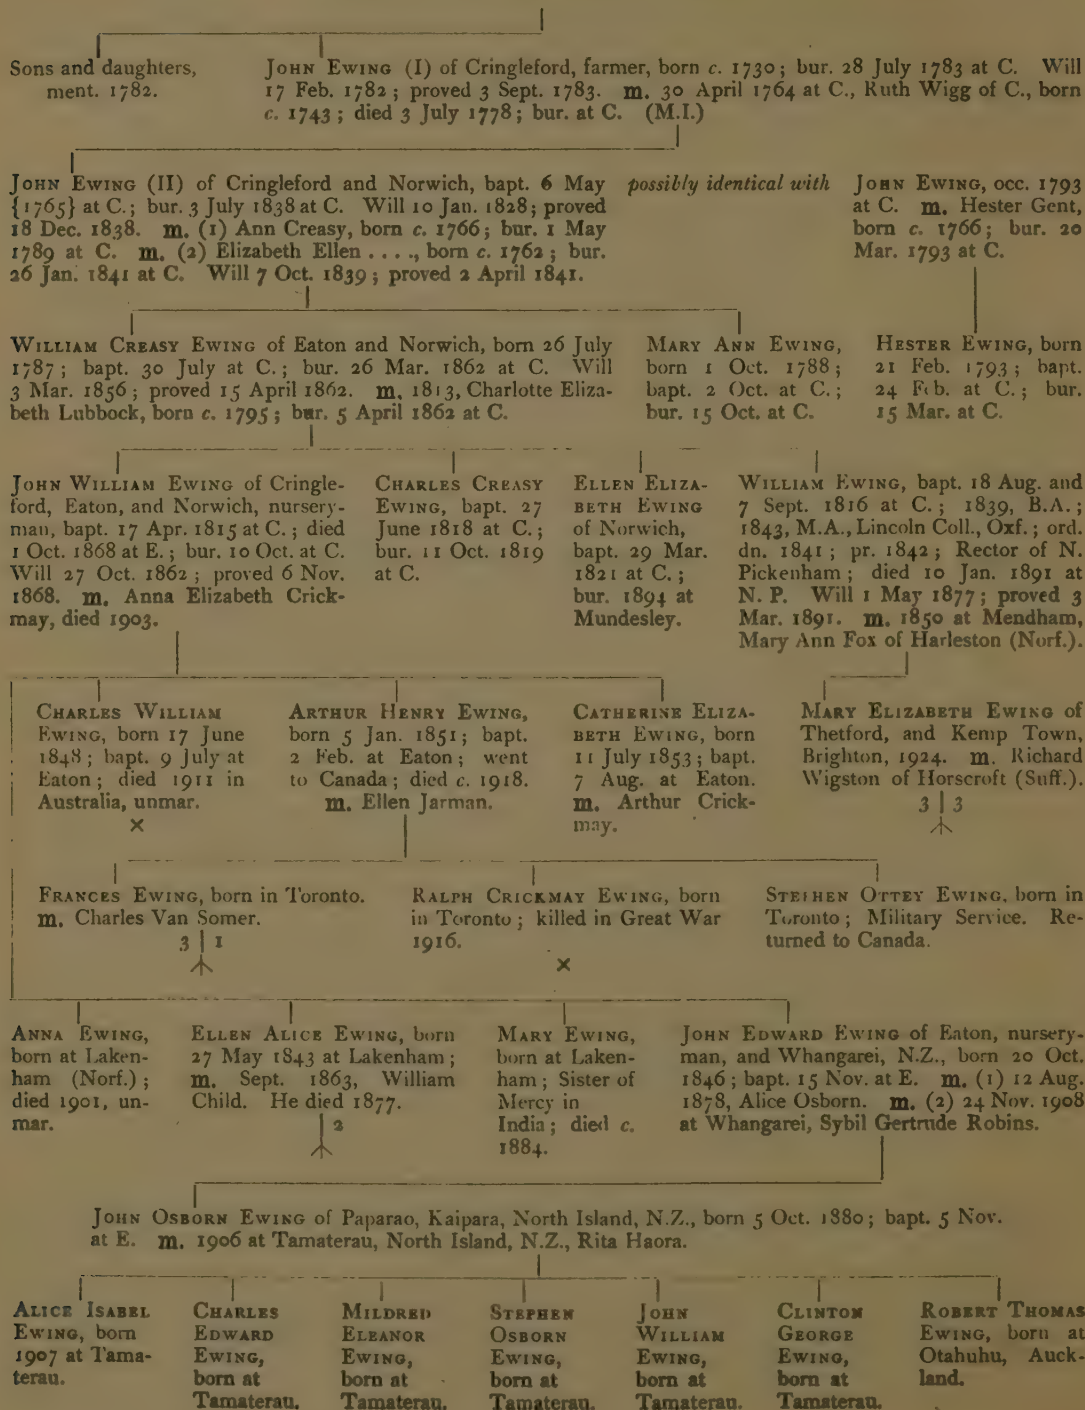 Sons and daughters,
ment. 1782.
JOHN EWING (I) of Cringleford, farmer, born c. 1730; bur. 28 July 1783 at C. Will
17 Feb. 1782; proved 3 Sept. 1783. m. 30 April 1764 at C., Ruth Wigg of C., born
c. 1743; died 3 July 1778; bur. at C. (M.I.)
JOHN EWING (II) of Cringleford and Norwich, bapt. 6 May
{1765} at C.; bur. 3 July 1838 at C. Will 10 Jan. 1828; proved
18 Dec. 1838. m. (1) Ann Creasy, born c. 1766; bur. 1 May
1789 at C. m. (2) Elizabeth Ellen . . . ., born c. 1762; bur.
26 Jan. 1841 at C. Will 7 Oct. 1839; proved 2 April 1841.
possibly identical with
JOHN EWING, occ. 1793
at C. m. Hester Gent,
born c. 1766; bur. 20
Mar. 1793 at C.
WILLIAM CREASY EWING of Eaton and Norwich, born 26 July
1787; bapt. 30 July at C.; bur. 26 Mar. 1862 at C. Will
3 Mar. 1856; proved 15 April 1862. m. 1813, Charlotte Eliza-
beth Lubbock, born c. 1795; bur. 5 April 1862 at C.
MARY ANN EWING,
born 1 Oct. 1788;
bapt. 2 Oct. at C.;
bur. 15 Oct. at C.
HESTER EWING, born
21 Feb. 1793; bapt.
24 Feb. at C.; bur.
15 Mar. at C.
JOHN WILLIAM EWING of Cringle-
ford, Eaton, and Norwich, nursery-
man, bapt. 17 Apr. 1815 at C.; died
1 Oct. 1868 at E.; bur. 10 Oct. at C.
Will 27 Oct. 1862; proved 6 Nov.
1868. m. Anna Elizabeth Crick-
may, died 1903.
CHARLES CREASY
EWING, bapt. 27
June 1818 at C.;
bur. 11 Oct. 1819
at C.
ELLEN ELIZA-
BETH EWING
of Norwich,
bapt. 29 Mar.
1821 at C.;
bur. 1894 at
Mundesley.
WILLIAM EWING, bapt. 18 Aug. and
7 Sept. 1816 at C.; 1839, B.A.;
1843, M.A., Lincoln Coll., Oxf.; ord.
dn. 1841; pr. 1842; Rector of N.
Pickenham; died 10 Jan. 1891 at
N. P. Will 1 May 1877; proved 3
Mar. 1891. m. 1850 at Mendham,
Mary Ann Fox of Harleston (Norf.).
CHARLES WILLIAM
EWING, born 17 June
1848; bapt. 9 July at
Eaton; died 1911 in
Australia, unmar.
×
ARTHUR HENRY EWING,
born 5 Jan. 1851; bapt.
2 Feb. at Eaton; went
to Canada; died c. 1918.
m. Ellen Jarman.
CATHERINE ELIZA-
BETH EWING, born
11 July 1853; bapt.
7 Aug. at Eaton.
m. Arthur Crick-
may.
MARY ELIZABETH EWING of
Thetford, and Kemp Town,
Brighton, 1924. m. Richard
Wigston of Horscroft (Suff.).
3 | 3
FRANCES EWING, born in Toronto.
m. Charles Van Somer.
3 | 1
RALPH CRICKMAY EWING, born
in Toronto; killed in Great War
1916.
×
STEPHEN OTTEY EWING, born in
Toronto; Military Service. Re-
turned to Canada.
ANNA EWING,
born at Laken-
ham (Norf.);
died 1901, un-
mar.
ELLEN ALICE EWING, born
27 May 1843 at Lakenham;
m. Sept. 1863, William
Child. He died 1877.
| 2
MARY EWING,
born at Laken-
ham; Sister of
Mercy in
India; died c.
1884.
JOHN EDWARD EWING of Eaton, nursery-
man, and Whangarei, N.Z., born 20 Oct.
1846; bapt. 15 Nov. at E. m. (1) 12 Aug.
1878, Alice Osborn. m. (2) 24 Nov. 1908
at Whangarei, Sybil Gertrude Robins.
JOHN OSBORN EWING of Paparao, Kaipara, North Island, N.Z., born 5 Oct. 1880; bapt. 5 Nov.
at E. m. 1906 at Tamaterau, North Island, N.Z., Rita Haora.
ALICE ISABEL
EWING, born
1907 at Tama-
terau.
CHARLES
EDWARD
EWING,
born at
Tamaterau.
MILDRED
ELEANOR
EWING,
born at
Tamaterau.
STEPHEN
OSBORN
EWING,
born at
Tamaterau.
JOHN
WILLIAM
EWING,
born at
Tamaterau.
CLINTON
GEORGE
EWING,
born at
Tamaterau.
ROBERT THOMAS
EWING, born at
Otahuhu, Auck-
land.